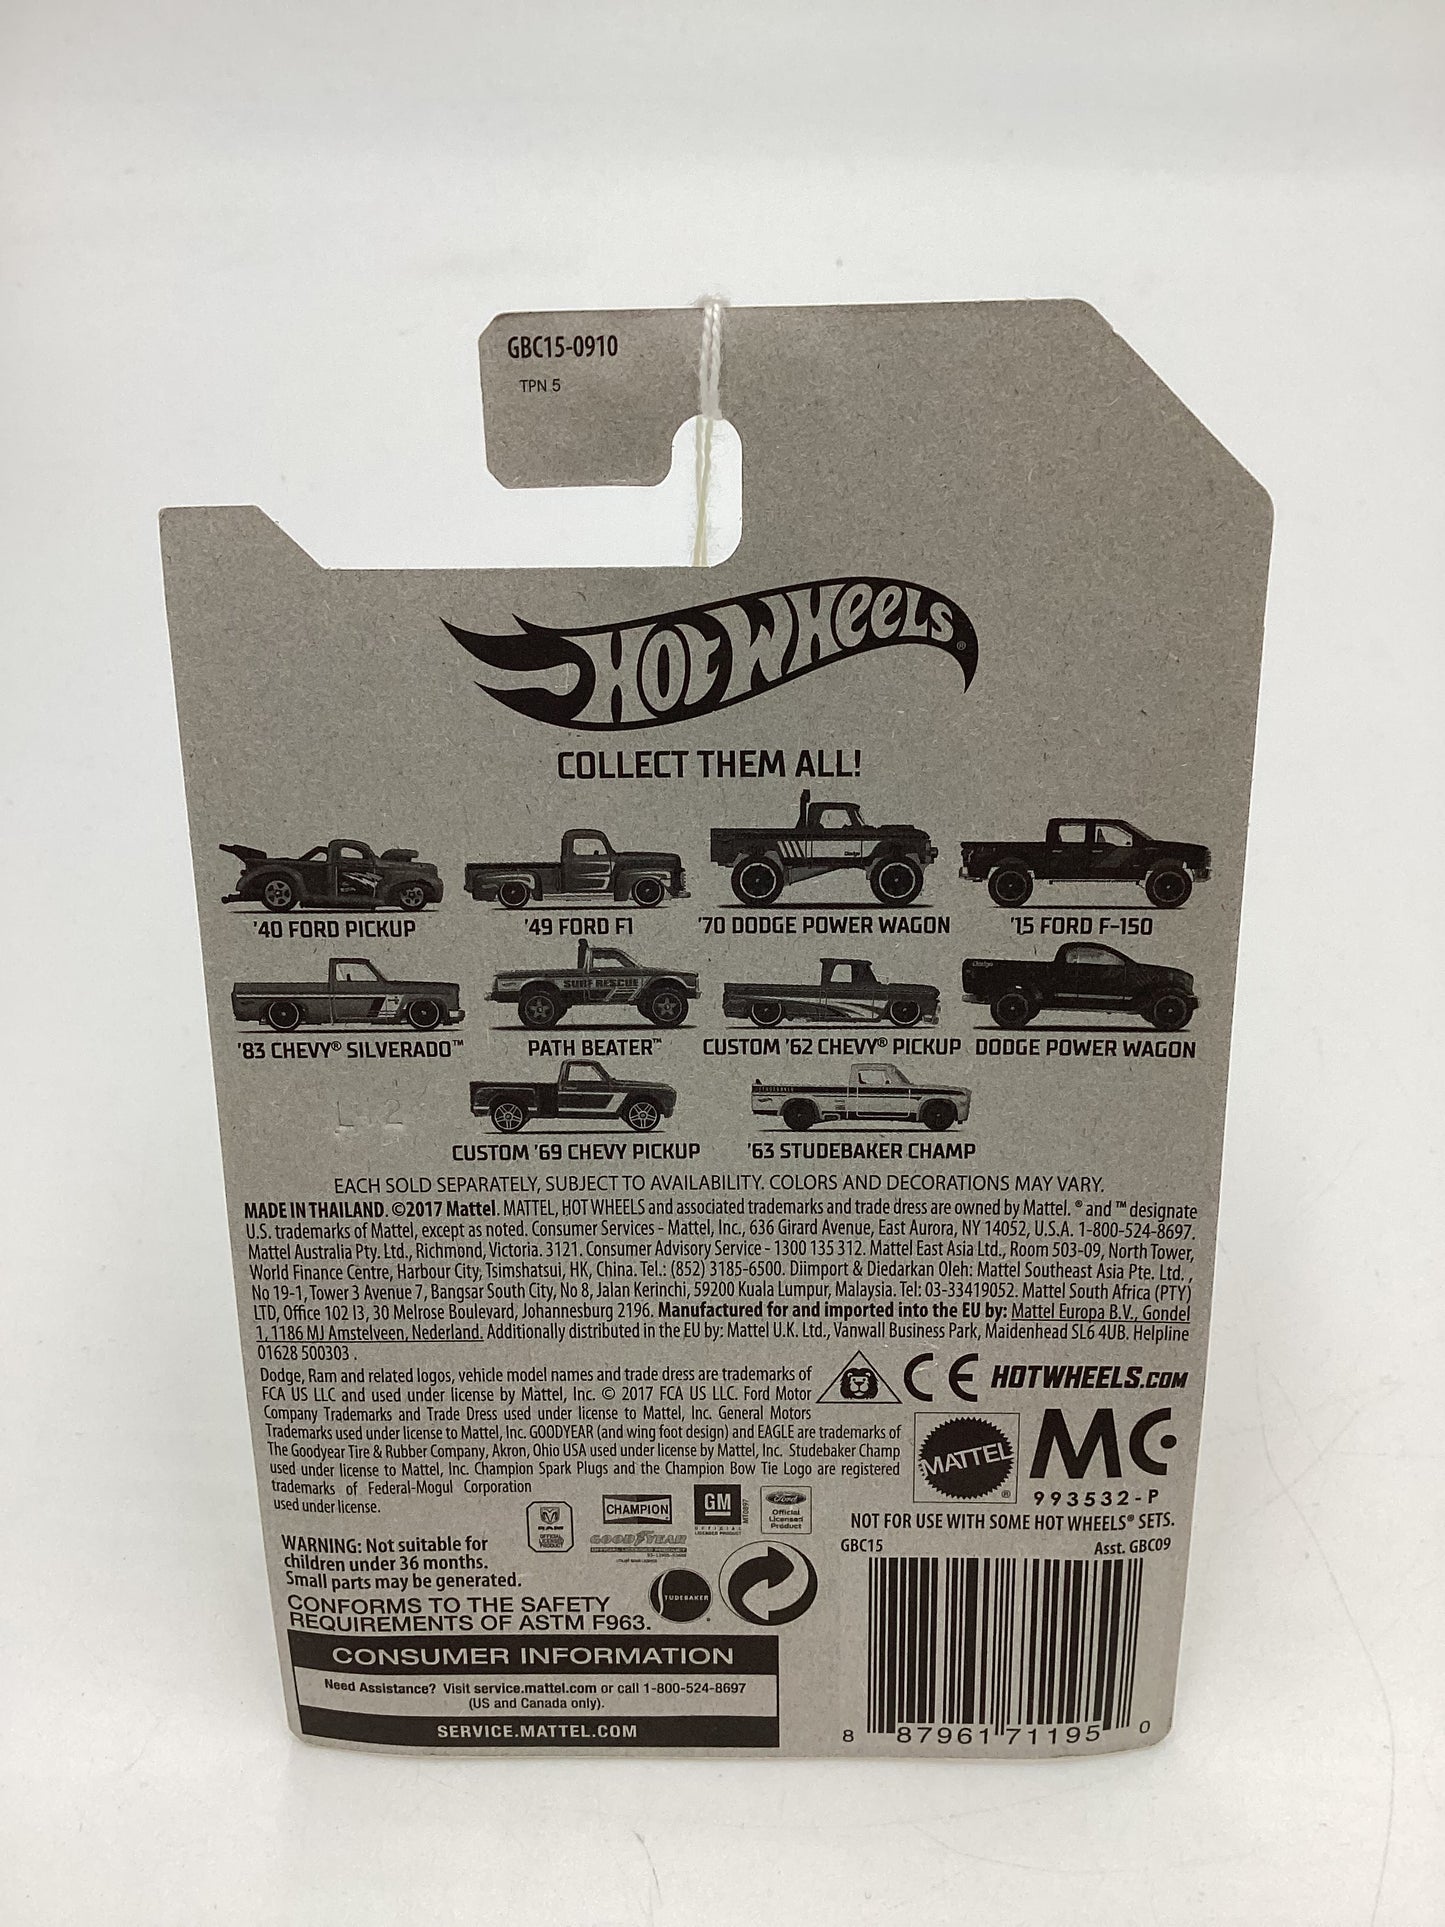 GBC15-0910
TPN 5
HOT WHEELS®
COLLECT THEM ALL!
'40 FORD PICKUP
'49 FORD F1
'70 DODGE POWER WAGON
'15 FORD F-150
SURF RESCUE
'83 CHEVY® SILVERADO™
PATH BEATER™
CUSTOM '62 CHEVY® PICKUP
DODGE POWER WAGON
L 2
CUSTOM '69 CHEVY PICKUP
'63 STUDEBAKER CHAMP
EACH SOLD SEPARATELY, SUBJECT TO AVAILABILITY. COLORS AND DECORATIONS MAY VARY.
MADE IN THAILAND. ©2017 Mattel. MATTEL, HOT WHEELS and associated trademarks and trade dress are owned by Mattel. ® and ™ designate
U.S. trademarks of Mattel, except as noted. Consumer Services - Mattel, Inc., 636 Girard Avenue, East Aurora, NY 14052, U.S.A. 1-800-524-8697.
Mattel Australia Pty. Ltd., Richmond, Victoria. 3121. Consumer Advisory Service - 1300 135 312. Mattel East Asia Ltd., Room 503-09, North Tower,
World Finance Centre, Harbour City, Tsimshatsui, HK, China. Tel.: (852) 3185-6500. Diimport & Diedarkan Oleh: Mattel Southeast Asia Pte. Ltd.,
No 19-1, Tower 3 Avenue 7, Bangsar South City, No 8, Jalan Kerinchi, 59200 Kuala Lumpur, Malaysia. Tel: 03-33419052. Mattel South Africa (PTY)
LTD, Office 102 I3, 30 Melrose Boulevard, Johannesburg 2196. Manufactured for and imported into the EU by: Mattel Europa B.V., Gondel
1, 1186 MJ Amstelveen, Nederland. Additionally distributed in the EU by: Mattel U.K. Ltd., Vanwall Business Park, Maidenhead SL6 4UB. Helpline
01628 500303 .
Dodge, Ram and related logos, vehicle model names and trade dress are trademarks of
FCA US LLC and used under license by Mattel, Inc. © 2017 FCA US LLC. Ford Motor
Company Trademarks and Trade Dress used under license to Mattel, Inc. General Motors
Trademarks used under license to Mattel, Inc. GOODYEAR (and wing foot design) and EAGLE are trademarks of
The Goodyear Tire & Rubber Company, Akron, Ohio USA used under license by Mattel, Inc. Studebaker Champ
used under license to Mattel, Inc. Champion Spark Plugs and the Champion Bow Tie Logo are registered
trademarks of Federal-Mogul Corporation
used under license.
CE
HOTWHEELS.COM
MATTEL®
MC
993532-P
RAM
OFFICIAL LICENSED PRODUCT
CHAMPION
GOODYEAR
OFFICIAL LICENSED PRODUCT
GM
OFFICIAL LICENSED PRODUCT
Ford
Official Licensed Product
STUDEBAKER
NOT FOR USE WITH SOME HOT WHEELS® SETS.
GBC15
Asst. GBC09
WARNING: Not suitable for
children under 36 months.
Small parts may be generated.
CONFORMS TO THE SAFETY
REQUIREMENTS OF ASTM F963.
CONSUMER INFORMATION
Need Assistance? Visit service.mattel.com or call 1-800-524-8697
(US and Canada only).
SERVICE.MATTEL.COM
8 87961 71195 0